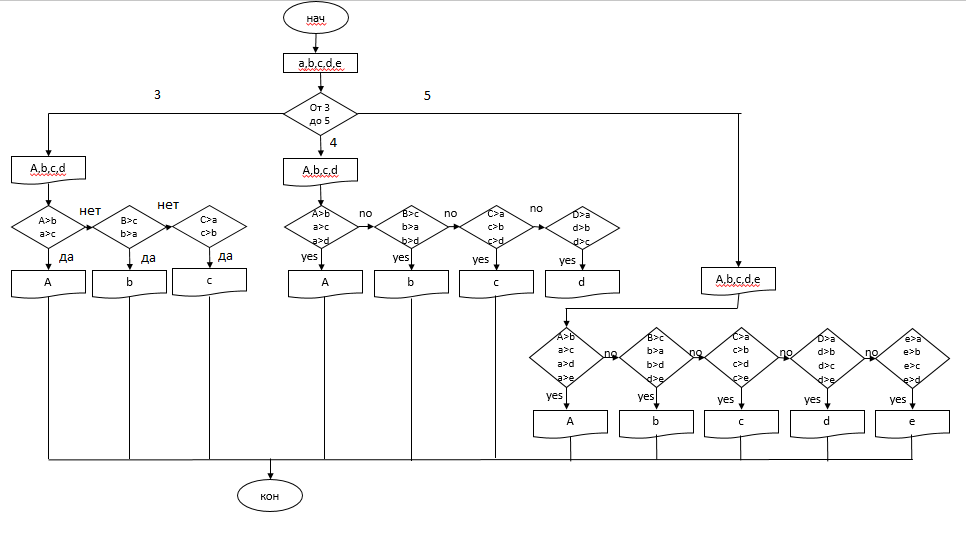 нач
a,b,c,d,e
3
5
От 3
до 5
4
A,b,c,d
A,b,c,d
A>b
a>c
нет
B>c
b>a
нет
C>a
c>b
A>b
a>c
a>d
no
B>c
b>a
b>d
no
C>a
c>b
c>d
no
D>a
d>b
d>c
да
да
да
yes
yes
yes
yes
A
b
c
A
b
c
d
A,b,c,d,e
A>b
a>c
a>d
a>e
no
B>c
b>a
b>d
d>e
no
C>a
c>b
c>d
c>e
no
D>a
d>b
d>c
d>e
no
e>a
e>b
e>c
e>d
yes
yes
yes
yes
yes
A
b
c
d
e
кон